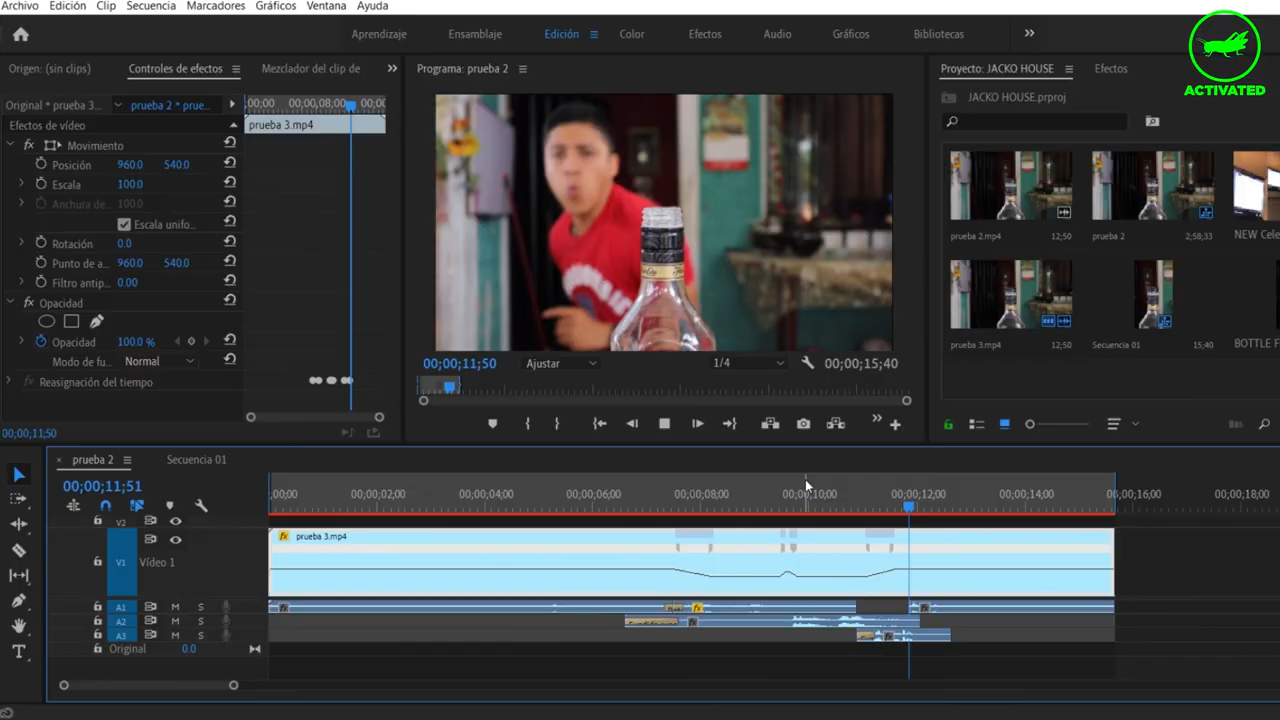 Archivo Edición Clip Secuencia Marcadores Gráficos Ventana Ayuda
Aprendizaje Ensamblaje Edición Color Efectos Audio Gráficos Bibliotecas
ACTIVATED
Origen: (sin clips) Controles de efectos Mezclador del clip de
Original * prueba 3... prueba 2 * prue...
;00;00 00;00;08;00 00;00
prueba 3.mp4
Efectos de vídeo
fx Movimiento
Posición 960.0 540.0
Escala 100.0
Anchura de... 100.0
Escala unifo...
Rotación 0.0
Punto de a... 960.0 540.0
Filtro antip... 0.00
fx Opacidad
Opacidad 100.0 %
Modo de fu... Normal
fx Reasignación del tiempo
00;00;11;50
Programa: prueba 2
00;00;11;50 Ajustar 1/4 00;00;15;40
Proyecto: JACKO HOUSE Efectos
JACKO HOUSE.prproj
prueba 2.mp4 12;50
prueba 2 2;58;33
NEW Cele
prueba 3.mp4 12;50
Secuencia 01 15;40
BOTTLE F
× prueba 2 Secuencia 01
00;00;11;51
;00;00 00;00;02;00 00;00;04;00 00;00;06;00 00;00;08;00 00;00;10;00 00;00;12;00 00;00;14;00 00;00;16;00 00;00;18;00
V2
fx prueba 3.mp4
V1 Vídeo 1
A1 M S
A2 M S
A3 M S
Original 0.0